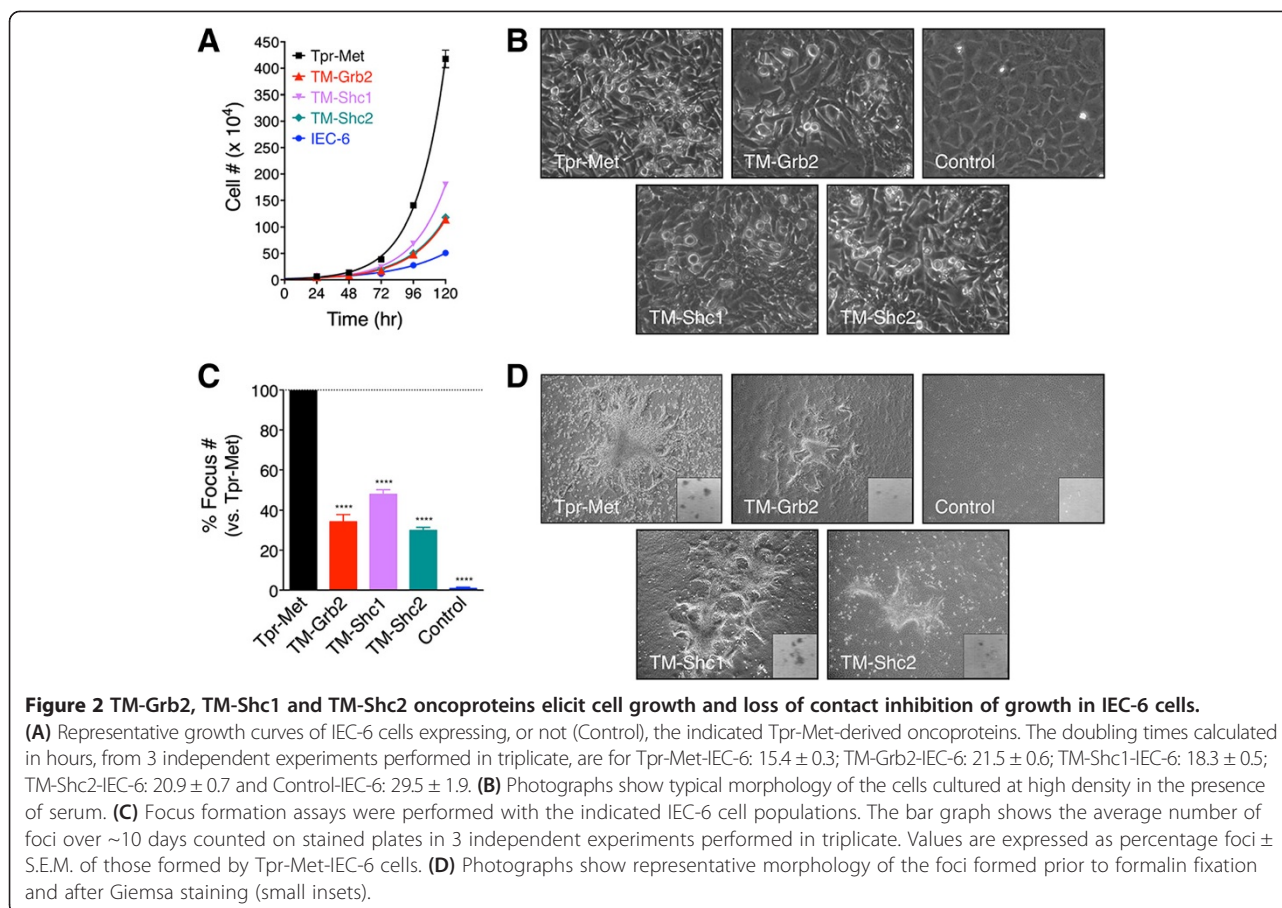 A
450
400
350
300
250
200
150
100
50
0
Cell # (x 10⁴)
Tpr-Met
TM-Grb2
TM-Shc1
TM-Shc2
IEC-6
0 24 48 72 96 120
Time (hr)
B
Tpr-Met
TM-Grb2
Control
TM-Shc1
TM-Shc2
C
100
80
60
40
20
0
% Focus #
(vs. Tpr-Met)
****
****
****
****
Tpr-Met
TM-Grb2
TM-Shc1
TM-Shc2
Control
D
Tpr-Met
TM-Grb2
Control
TM-Shc1
TM-Shc2
Figure 2 TM-Grb2, TM-Shc1 and TM-Shc2 oncoproteins elicit cell growth and loss of contact inhibition of growth in IEC-6 cells.
(A) Representative growth curves of IEC-6 cells expressing, or not (Control), the indicated Tpr-Met-derived oncoproteins. The doubling times calculated
in hours, from 3 independent experiments performed in triplicate, are for Tpr-Met-IEC-6: 15.4 ± 0.3; TM-Grb2-IEC-6: 21.5 ± 0.6; TM-Shc1-IEC-6: 18.3 ± 0.5;
TM-Shc2-IEC-6: 20.9 ± 0.7 and Control-IEC-6: 29.5 ± 1.9. (B) Photographs show typical morphology of the cells cultured at high density in the presence
of serum. (C) Focus formation assays were performed with the indicated IEC-6 cell populations. The bar graph shows the average number of
foci over ~10 days counted on stained plates in 3 independent experiments performed in triplicate. Values are expressed as percentage foci ±
S.E.M. of those formed by Tpr-Met-IEC-6 cells. (D) Photographs show representative morphology of the foci formed prior to formalin fixation
and after Giemsa staining (small insets).